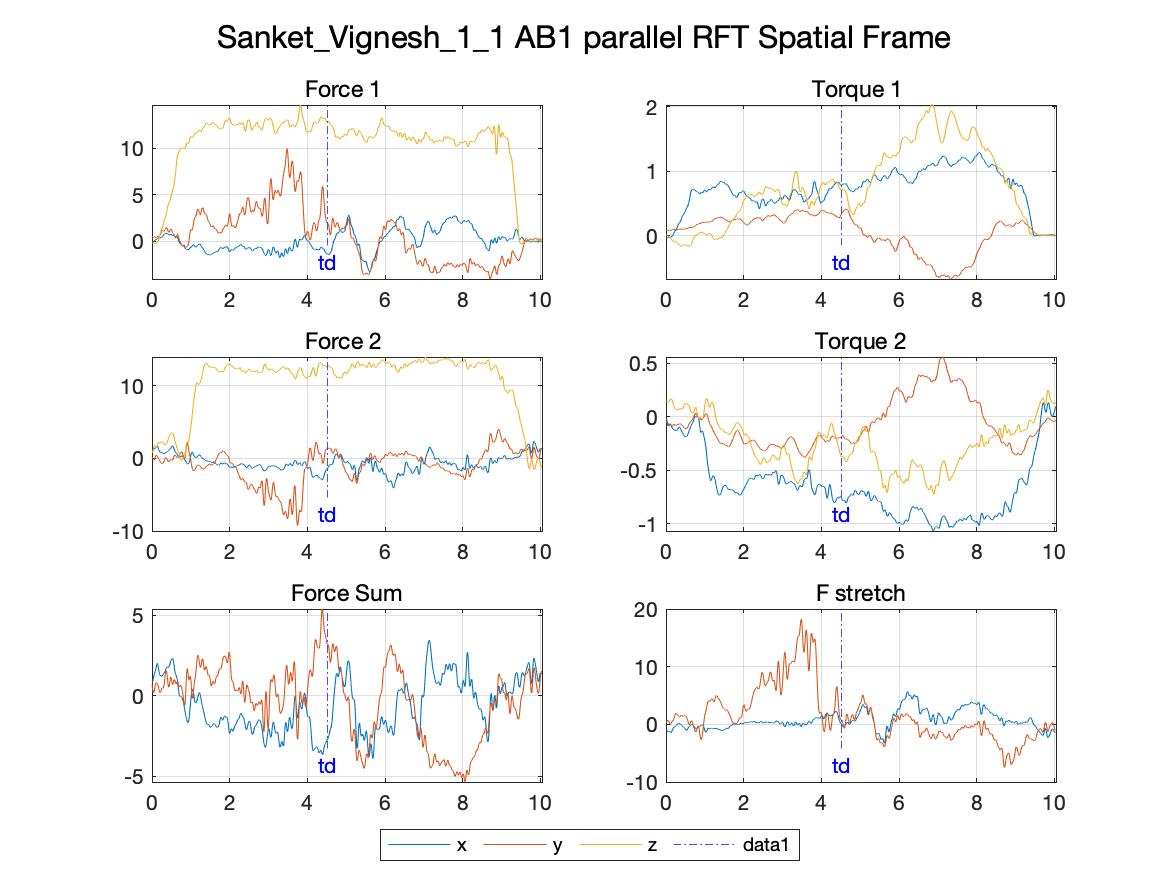 Sanket_Vignesh_1_1 AB1 parallel RFT Spatial Frame
Force 1
10
5
0
td
0 2 4 6 8 10
Torque 1
2
1
0
td
0 2 4 6 8 10
Force 2
10
0
-10
td
0 2 4 6 8 10
Torque 2
0.5
0
-0.5
-1
td
0 2 4 6 8 10
Force Sum
5
0
-5
td
0 2 4 6 8 10
F stretch
20
10
0
-10
td
0 2 4 6 8 10
x y z data1